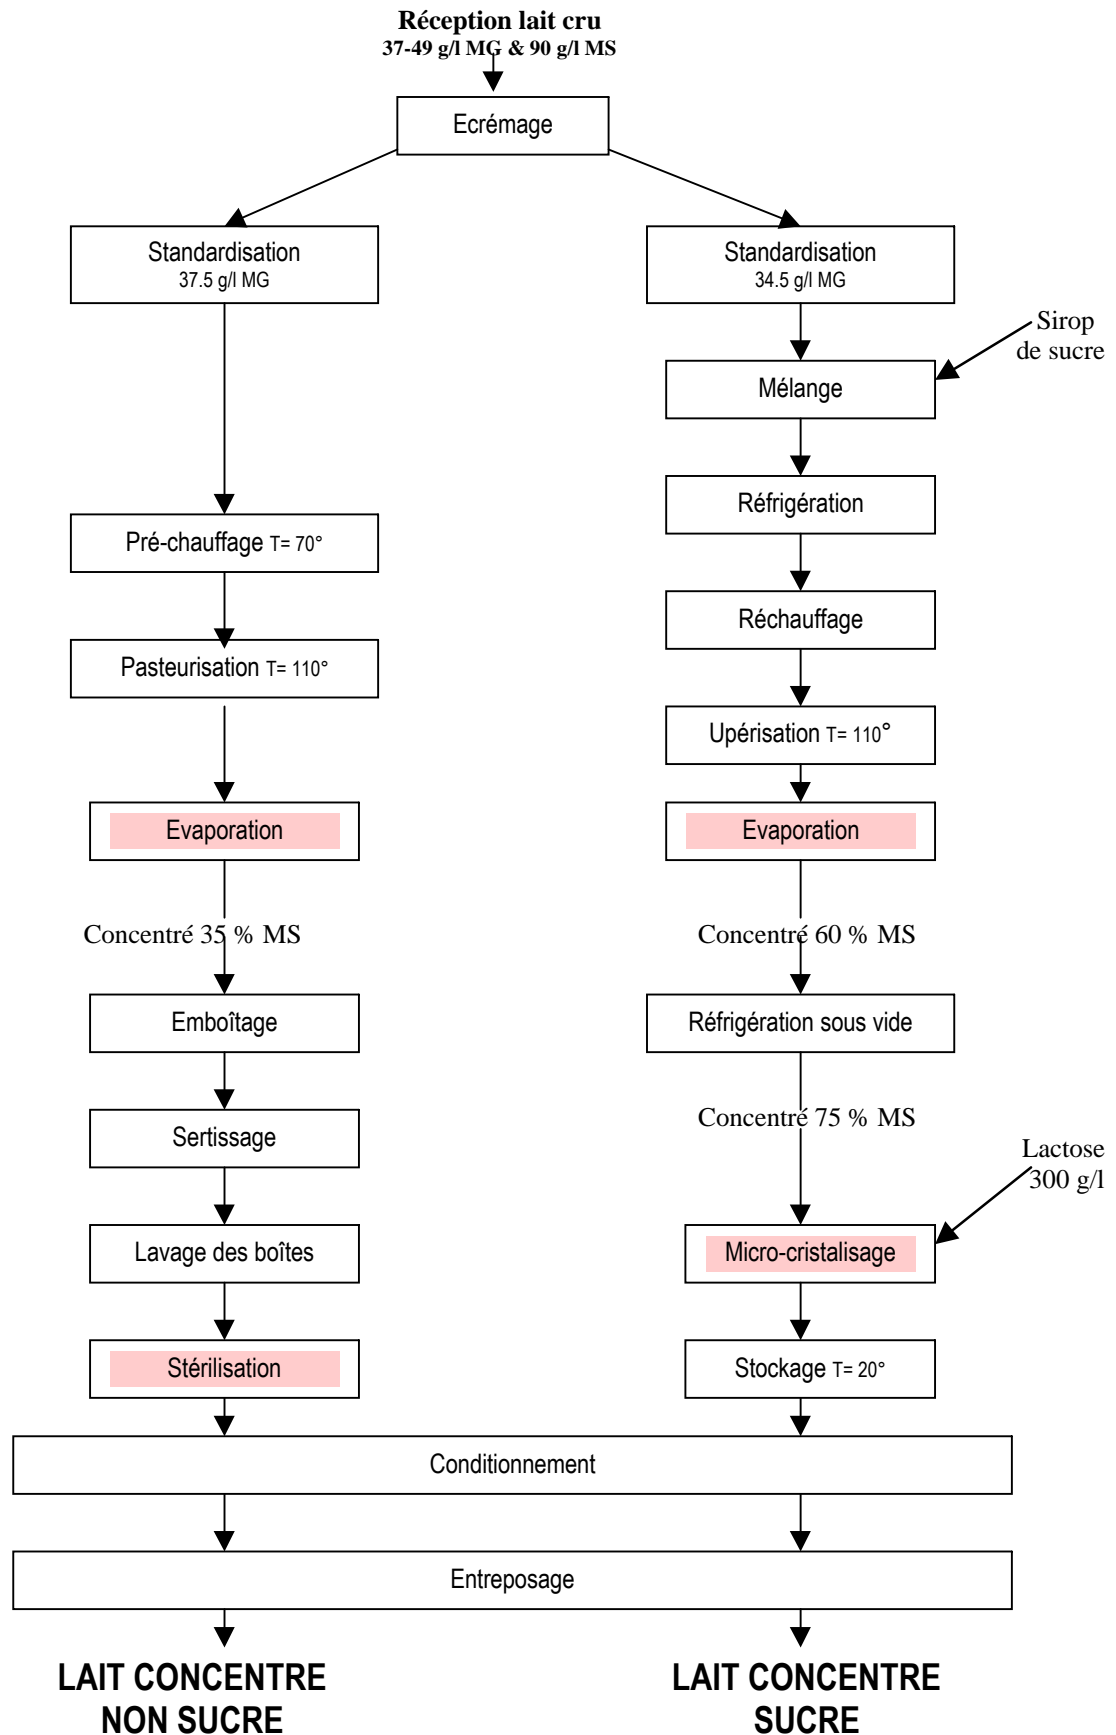 Réception lait cru
37-49 g/l MG & 90 g/l MS
Ecrémage
Standardisation
37.5 g/l MG
Standardisation
34.5 g/l MG
Sirop
de sucre
Mélange
Réfrigération
Pré-chauffage T= 70°
Réchauffage
Pasteurisation T= 110°
Upérisation T= 110°
Evaporation
Evaporation
Concentré 35 % MS
Concentré 60 % MS
Emboîtage
Réfrigération sous vide
Sertissage
Concentré 75 % MS
Lactose
300 g/l
Lavage des boîtes
Micro-cristalisage
Stérilisation
Stockage T= 20°
Conditionnement
Entreposage
LAIT CONCENTRE
NON SUCRE
LAIT CONCENTRE
SUCRE